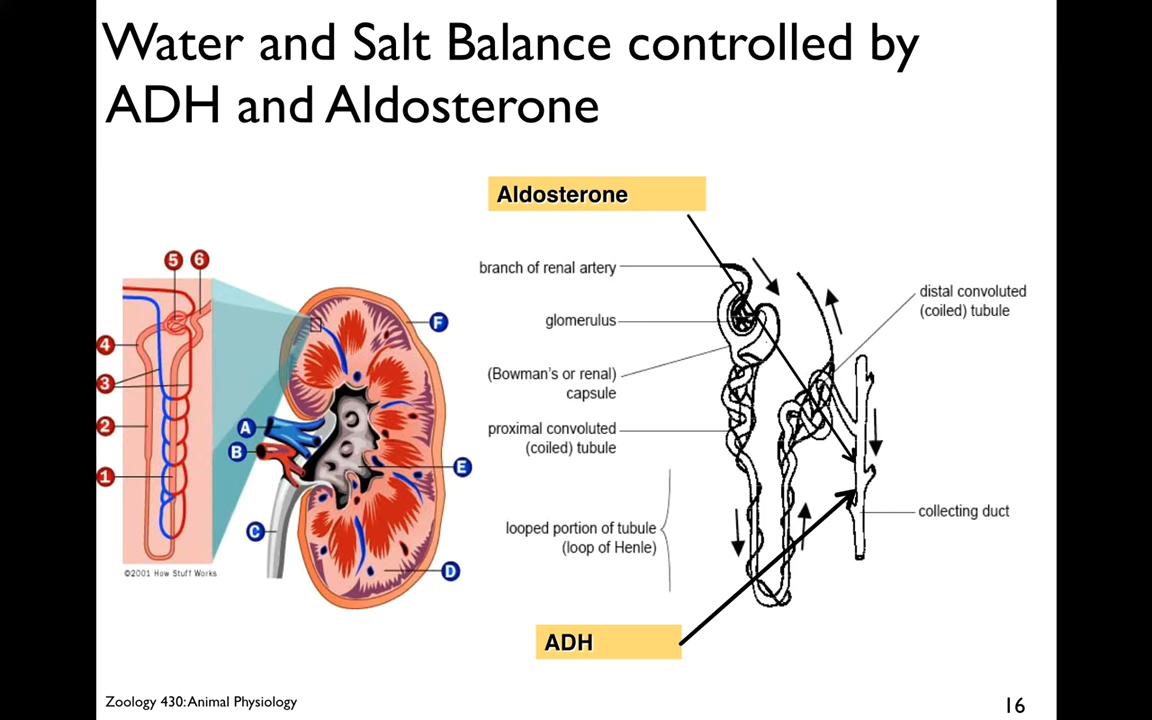 Water and Salt Balance controlled by
ADH and Aldosterone
Aldosterone
5 6
4
3
2
1
©2001 How Stuff Works
A
B
C
F
E
D
branch of renal artery
glomerulus
(Bowman's or renal)
capsule
proximal convoluted
(coiled) tubule
looped portion of tubule
(loop of Henle)
distal convoluted
(coiled) tubule
collecting duct
ADH
Zoology 430: Animal Physiology
16